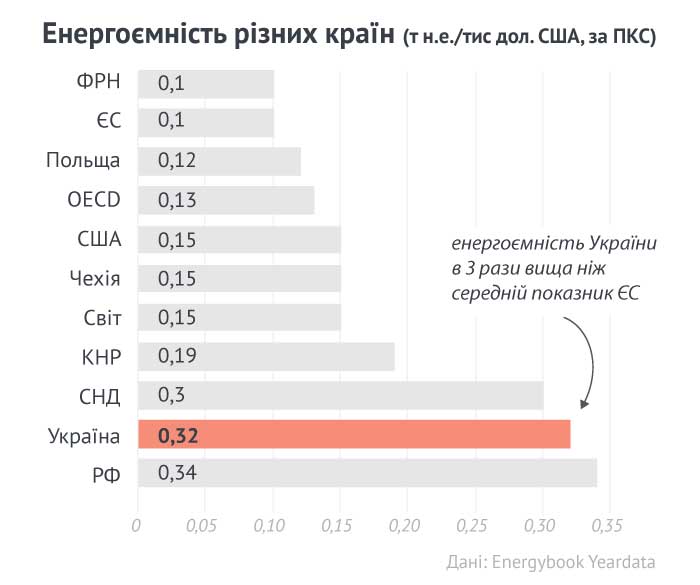 Енергоємність різних країн (т н.е./тис дол. США, за ПКС)
ФРН 0,1
ЄС 0,1
Польща 0,12
OECD 0,13
США 0,15
Чехія 0,15
Світ 0,15
КНР 0,19
СНД 0,3
Україна 0,32
РФ 0,34
енергоємність України
в 3 рази вища ніж
середній показник ЄС
0 0,05 0,10 0,15 0,20 0,25 0,30 0,35
Дані: Energybook Yeardata